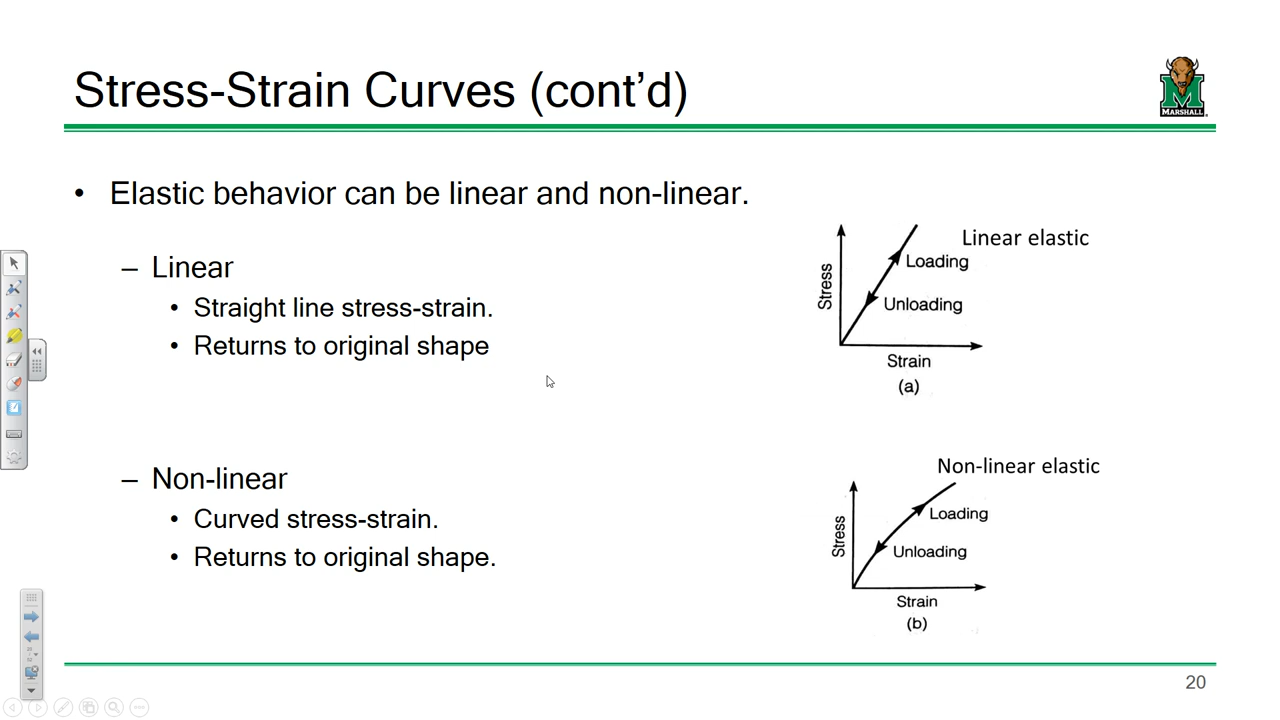 Stress-Strain Curves (cont’d)
MARSHALL
• Elastic behavior can be linear and non-linear.
– Linear
• Straight line stress-strain.
• Returns to original shape
Linear elastic
Loading
Unloading
Stress
Strain
(a)
– Non-linear
• Curved stress-strain.
• Returns to original shape.
Non-linear elastic
Loading
Unloading
Stress
Strain
(b)
20